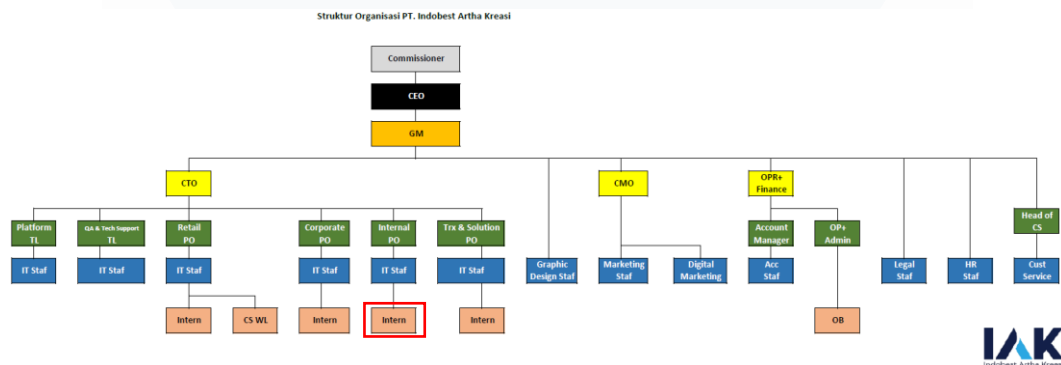 Struktur Organisasi PT. Indobest Artha Kreasi
Commissioner
CEO
GM
CTO
CMO
OPR+
Finance
Platform
TL
QA & Tech Support
TL
Retail
PO
Corporate
PO
Internal
PO
Trx & Solution
PO
Account
Manager
OP+
Admin
Head of
CS
IT Staf
IT Staf
IT Staf
IT Staf
IT Staf
IT Staf
Graphic
Design Staf
Marketing
Staf
Digital
Marketing
Acc
Staf
Legal
Staf
HR
Staf
Cust
Service
Intern
CS WL
Intern
Intern
Intern
OB
IAK
Indobest Artha Kreasi